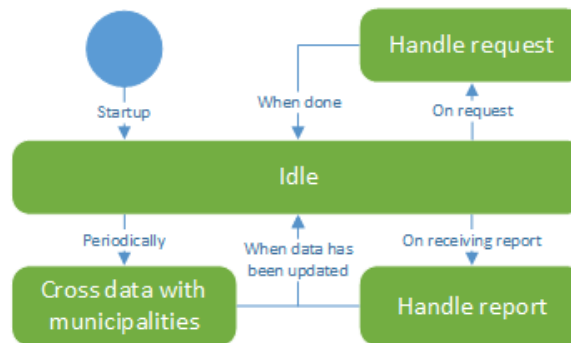 Handle request
When done
On request
Startup
Idle
Periodically
When data has
been updated
On receiving report
Cross data with
municipalities
Handle report